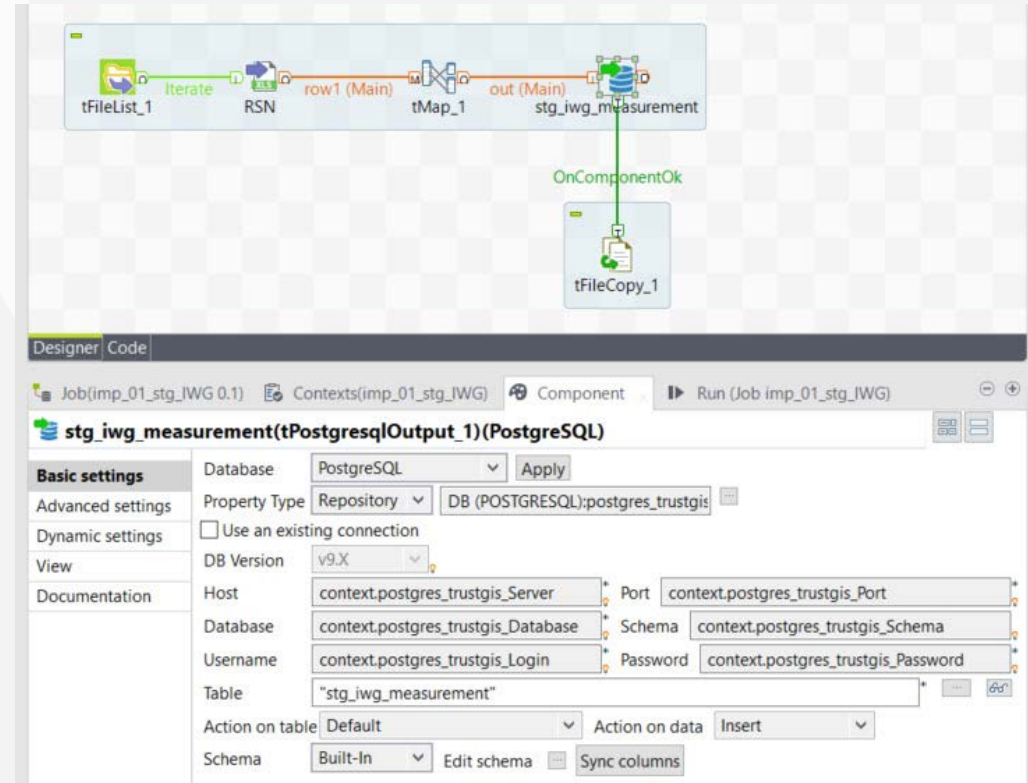 Iterate
row1 (Main)
out (Main)
tFileList_1
RSN
tMap_1
stg_iwg_measurement
OnComponentOk
tFileCopy_1
Designer Code
Job(imp_01_stg_IWG 0.1) Contexts(imp_01_stg_IWG) Component Run (Job imp_01_stg_IWG)
stg_iwg_measurement(tPostgresqlOutput_1)(PostgreSQL)
Basic settings
Advanced settings
Dynamic settings
View
Documentation
Database PostgreSQL Apply
Property Type Repository DB (POSTGRESQL):postgres_trustgis
Use an existing connection
DB Version v9.X
Host context.postgres_trustgis_Server * Port context.postgres_trustgis_Port *
Database context.postgres_trustgis_Database * Schema context.postgres_trustgis_Schema
Username context.postgres_trustgis_Login * Password context.postgres_trustgis_Password *
Table "stg_iwg_measurement" * ...
Action on table Default Action on data Insert
Schema Built-In Edit schema ... Sync columns